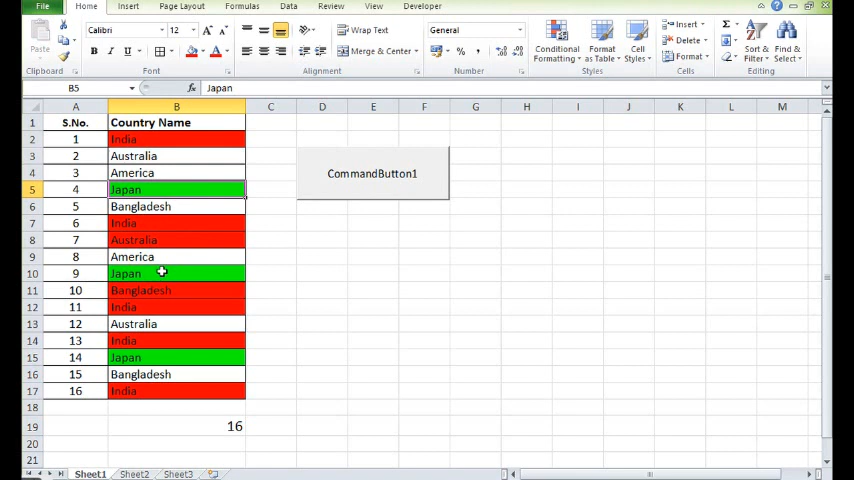 File Home Insert Page Layout Formulas Data Review View Developer
Calibri 12 Wrap Text General Insert
Paste Merge & Center Conditional Formatting Format as Table Cell Styles Delete Sort & Filter Find & Select
Format
Clipboard Font Alignment Number Styles Cells Editing
B5 fx Japan
A B C D E F G H I J K L M
1 S.No. Country Name
2 1 India
3 2 Australia
4 3 America
CommandButton1
5 4 Japan
6 5 Bangladesh
7 6 India
8 7 Australia
9 8 America
10 9 Japan
11 10 Bangladesh
12 11 India
13 12 Australia
14 13 India
15 14 Japan
16 15 Bangladesh
17 16 India
18
19 16
20
21
Sheet1 Sheet2 Sheet3